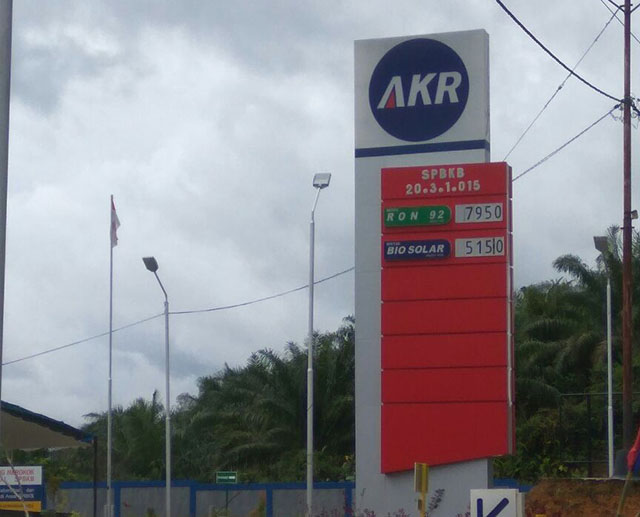 AKR
SPBKB
20.3.1.015
RON 92 7950
BIO SOLAR 5150
K